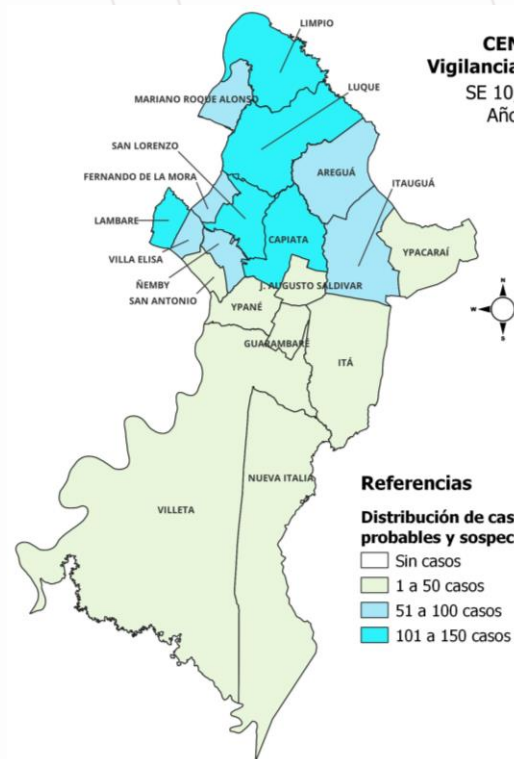 LIMPIO
CEN
Vigilancia
SE 10
Año
MARIANO ROQUE ALONSO
LUQUE
SAN LORENZO
FERNANDO DE LA MORA
AREGUÁ
ITAUGUÁ
LAMBARE
CAPIATA
YPACARAÍ
VILLA ELISA
ÑEMBY
SAN ANTONIO
J. AUGUSTO SALDIVAR
YPANÉ
GUARAMBARÉ
ITÁ
N
W
S
VILLETA
NUEVA ITALIA
Referencias
Distribución de cas
probables y sospec
Sin casos
1 a 50 casos
51 a 100 casos
101 a 150 casos